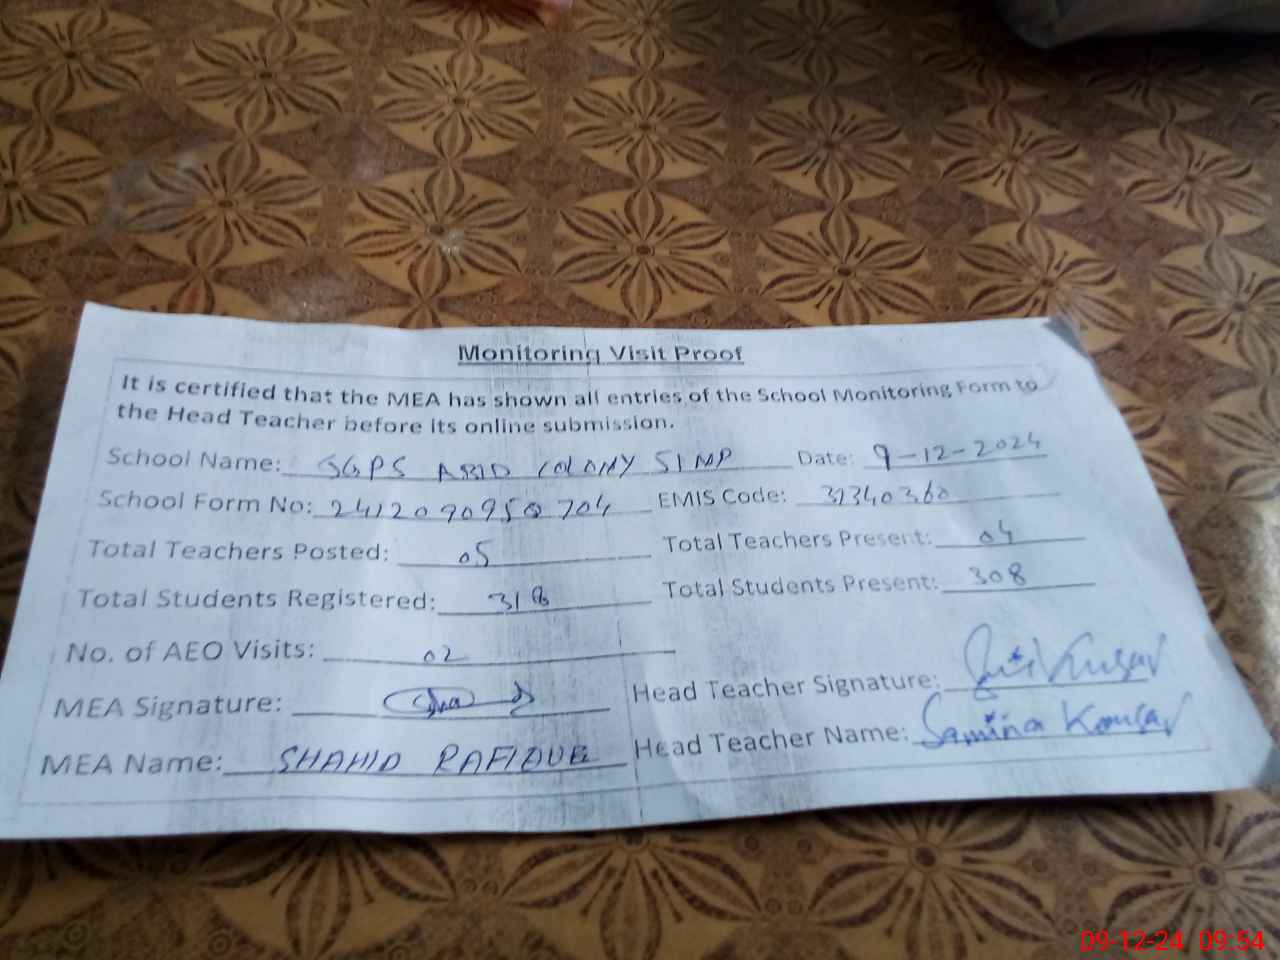 Monitoring Visit Proof
It is certified that the MEA has shown all entries of the School Monitoring Form to
the Head Teacher before its online submission.
School Name: SGPS ABID COLONY SIMP Date: 9-12-2024
School Form No: 241209095 704 EMIS Code: 31340360
Total Teachers Posted: 05 Total Teachers Present: 04
Total Students Registered: 318 Total Students Present: 308
No. of AEO Visits: 02
MEA Signature: Head Teacher Signature:
MEA Name: SHAHID RAFIQUE Head Teacher Name: Samina Kousar
09-12-24 09:54